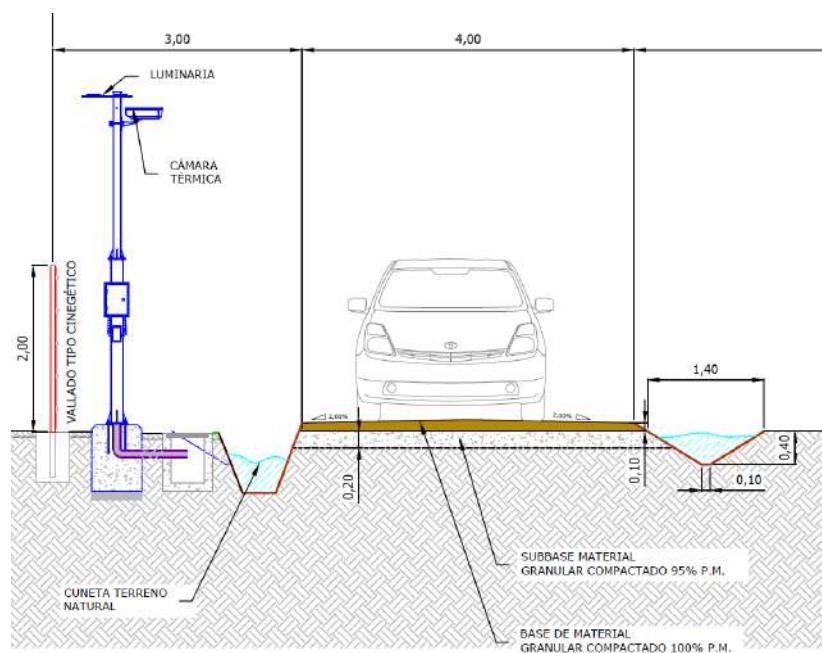 3,00
4,00
LUMINARIA
CÁMARA
TÉRMICA
VALLADO TIPO CINEGÉTICO
2,00
1,40
2,00%
2,00%
0,20
0,10
0,40
0,10
CUNETA TERRENO
NATURAL
SUBBASE MATERIAL
GRANULAR COMPACTADO 95% P.M.
BASE DE MATERIAL
GRANULAR COMPACTADO 100% P.M.